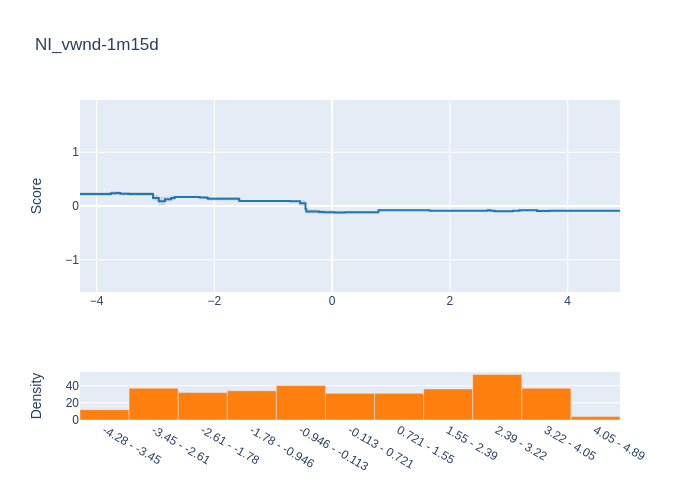 NI_vwnd-1m15d
Score
1
0
−1
−4
−2
0
2
4
Density
40
20
0
-4.28 - -3.45
-3.45 - -2.61
-2.61 - -1.78
-1.78 - -0.946
-0.946 - -0.113
-0.113 - 0.721
0.721 - 1.55
1.55 - 2.39
2.39 - 3.22
3.22 - 4.05
4.05 - 4.89